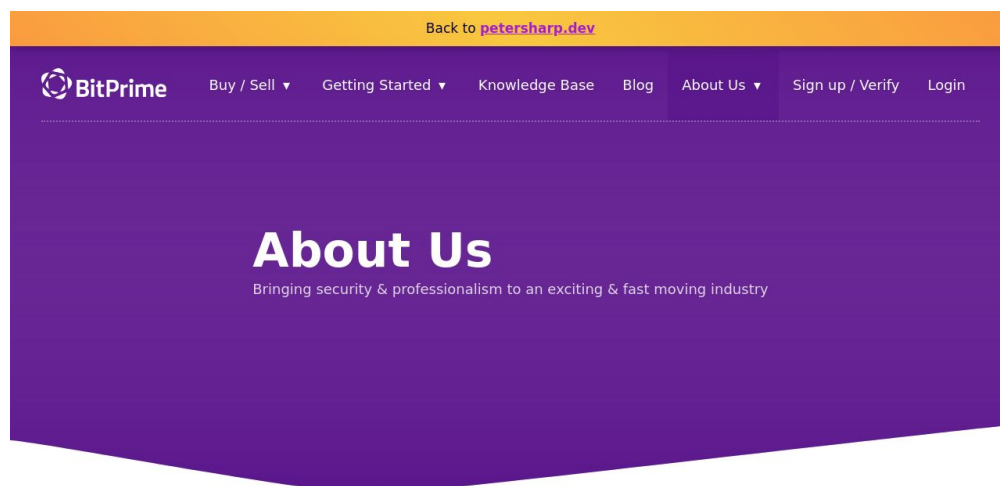 Back to petersharp.dev
BitPrime Buy / Sell ▼ Getting Started ▼ Knowledge Base Blog About Us ▼ Sign up / Verify Login
About Us
Bringing security & professionalism to an exciting & fast moving industry